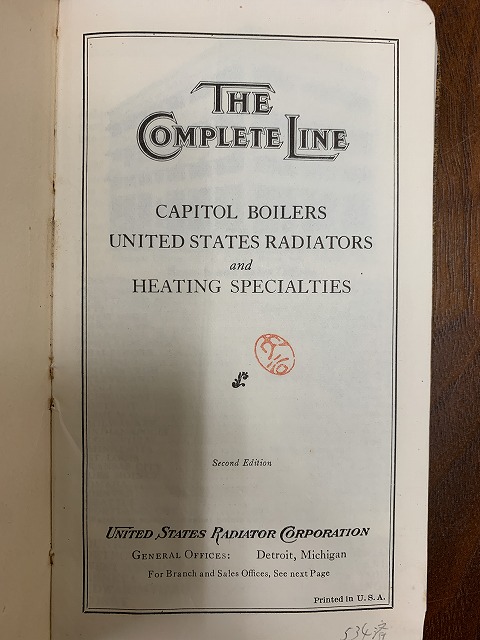 THE
COMPLETE LINE
CAPITOL BOILERS
UNITED STATES RADIATORS
and
HEATING SPECIALTIES
Second Edition
UNITED STATES RADIATOR CORPORATION
GENERAL OFFICES: Detroit, Michigan
For Branch and Sales Offices, See next Page
Printed in U. S. A.